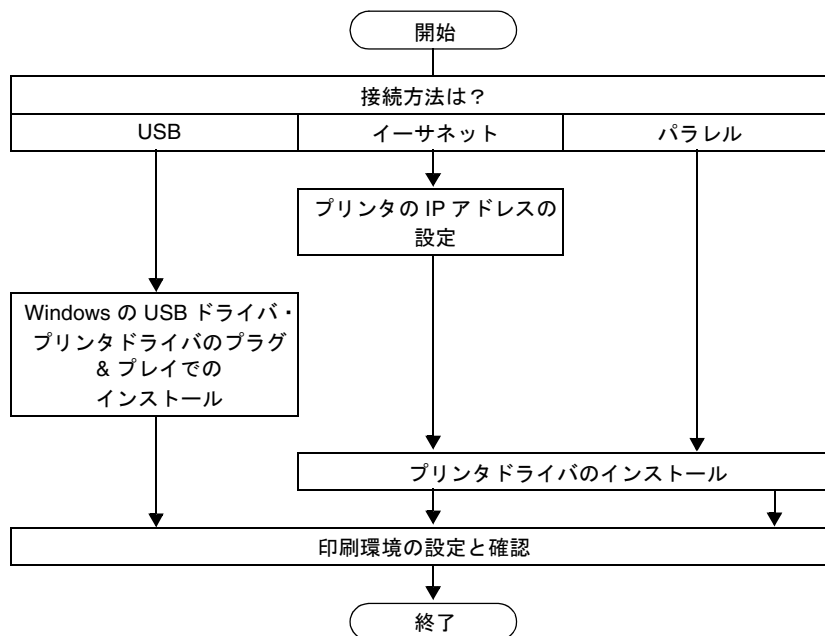 開始
接続方法は?
USB
イーサネット
パラレル
プリンタの IP アドレスの
設定
Windows の USB ドライバ・
プリンタドライバのプラグ
& プレイでの
インストール
プリンタドライバのインストール
印刷環境の設定と確認
終了